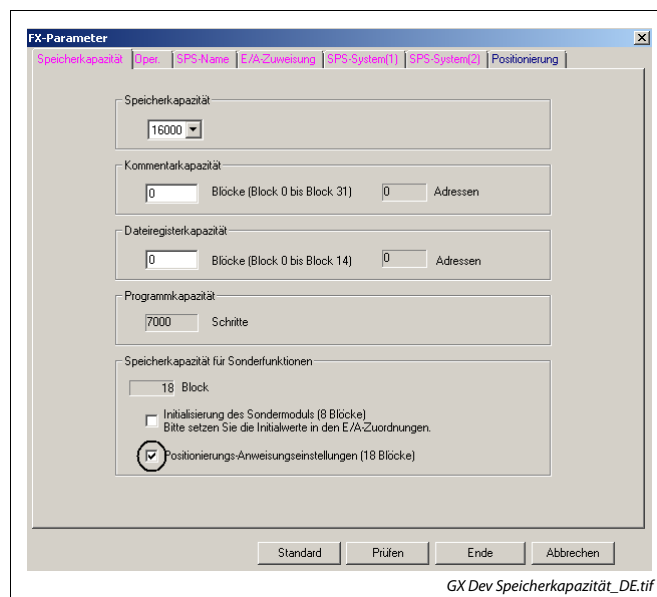 FX-Parameter
Speicherkapazität Oper. SPS-Name E/A-Zuweisung SPS-System(1) SPS-System(2) Positionierung
Speicherkapazität
16000
Kommentarkapazität
0 Blöcke (Block 0 bis Block 31) 0 Adressen
Dateiregisterkapazität
0 Blöcke (Block 0 bis Block 14) 0 Adressen
Programmkapazität
7000 Schritte
Speicherkapazität für Sonderfunktionen
18 Block
Initialisierung des Sondermoduls (8 Blöcke)
Bitte setzen Sie die Initialwerte in den E/A-Zuordnungen.
Positionierungs-Anweisungseinstellungen (18 Blöcke)
Standard Prüfen Ende Abbrechen
GX Dev Speicherkapazität_DE.tif